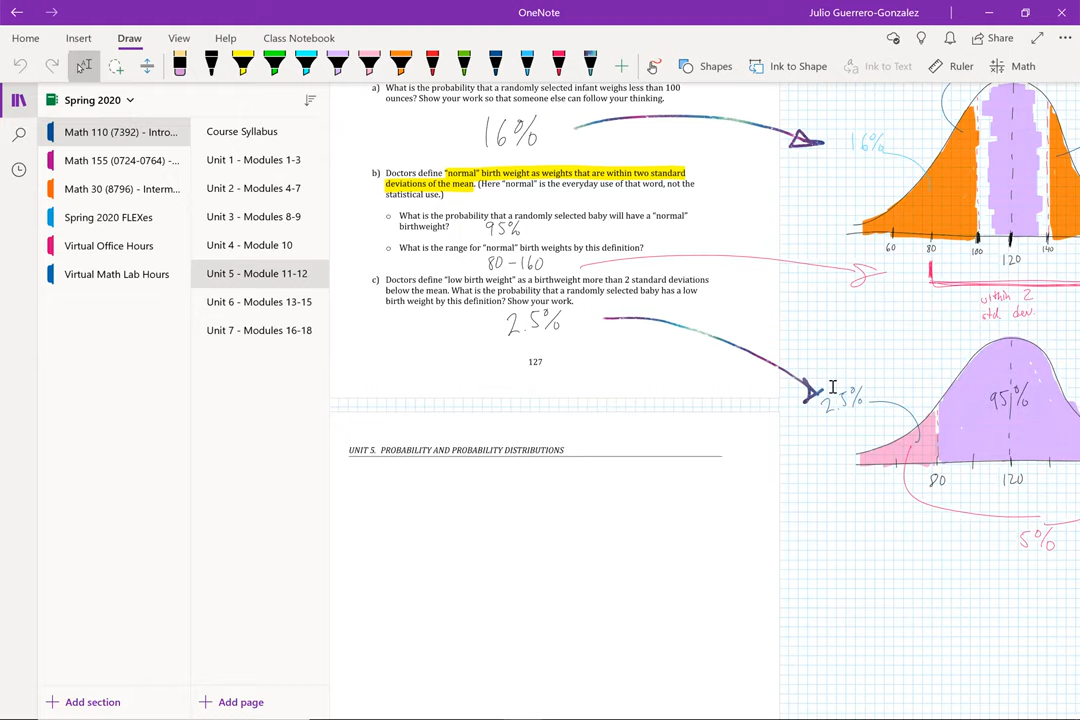 OneNote
Julio Guerrero-Gonzalez
Home Insert Draw View Help Class Notebook
Share
Shapes Ink to Shape Ink to Text Ruler Math
Spring 2020
Math 110 (7392) - Intro...
Math 155 (0724-0764) -...
Math 30 (8796) - Interm...
Spring 2020 FLEXes
Virtual Office Hours
Virtual Math Lab Hours
Add section
Course Syllabus
Unit 1 - Modules 1-3
Unit 2 - Modules 4-7
Unit 3 - Modules 8-9
Unit 4 - Module 10
Unit 5 - Module 11-12
Unit 6 - Modules 13-15
Unit 7 - Modules 16-18
Add page
a) What is the probability that a randomly selected infant weighs less than 100
ounces? Show your work so that someone else can follow your thinking.
16%
b) Doctors define "normal" birth weight as weights that are within two standard
deviations of the mean. (Here "normal" is the everyday use of that word, not the
statistical use.)
o What is the probability that a randomly selected baby will have a "normal"
birthweight? 95%
o What is the range for "normal" birth weights by this definition?
80-160
c) Doctors define "low birth weight" as a birthweight more than 2 standard deviations
below the mean. What is the probability that a randomly selected baby has a low
birth weight by this definition? Show your work.
2.5%
127
UNIT 5. PROBABILITY AND PROBABILITY DISTRIBUTIONS
16%
60 80 100 120 140
within 2
std. dev.
2.5%
95%
80 120
5%